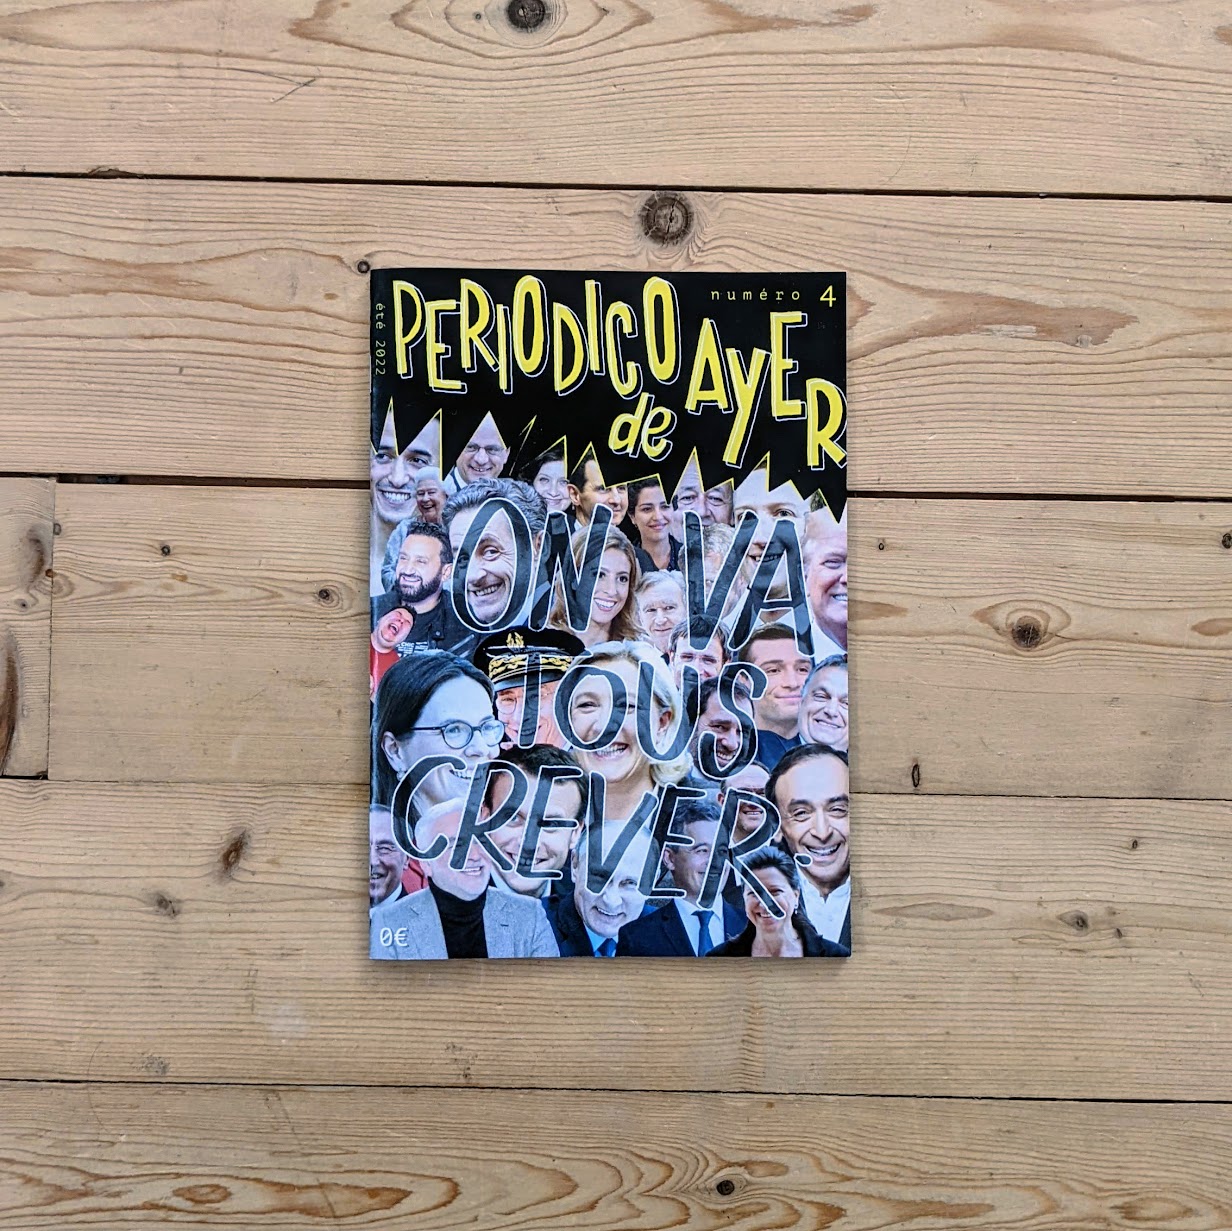 été 2022
numéro 4
PERIODICO
de AYER
ON VA
TOUS
CREVER.
0€